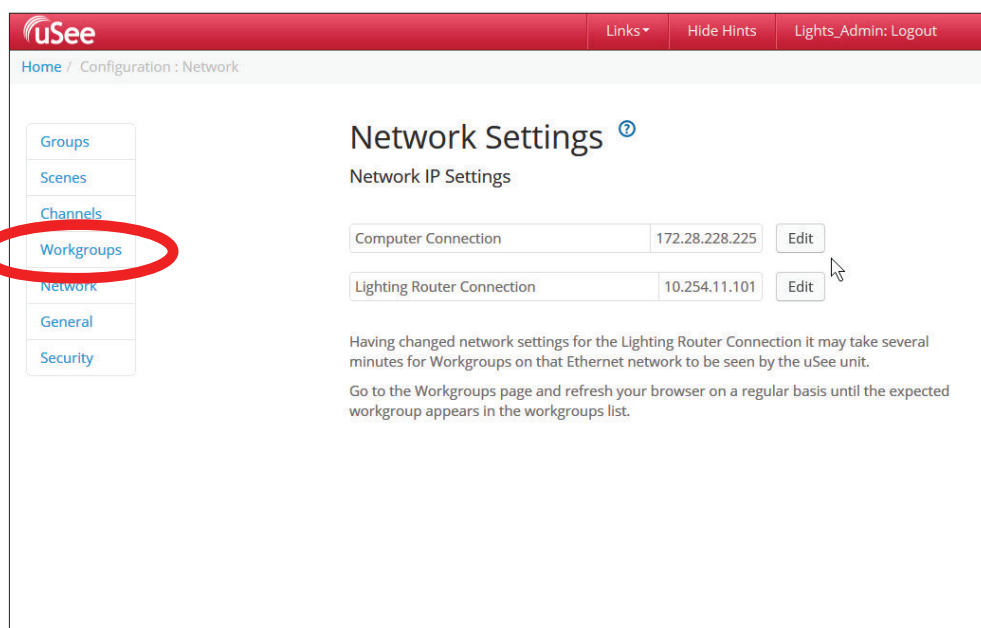 uSee
Links
Hide Hints
Lights_Admin: Logout
Home / Configuration : Network
Groups
Scenes
Channels
Workgroups
Network
General
Security
Network Settings ?
Network IP Settings
Computer Connection 172.28.228.225 Edit
Lighting Router Connection 10.254.11.101 Edit
Having changed network settings for the Lighting Router Connection it may take several
minutes for Workgroups on that Ethernet network to be seen by the uSee unit.
Go to the Workgroups page and refresh your browser on a regular basis until the expected
workgroup appears in the workgroups list.